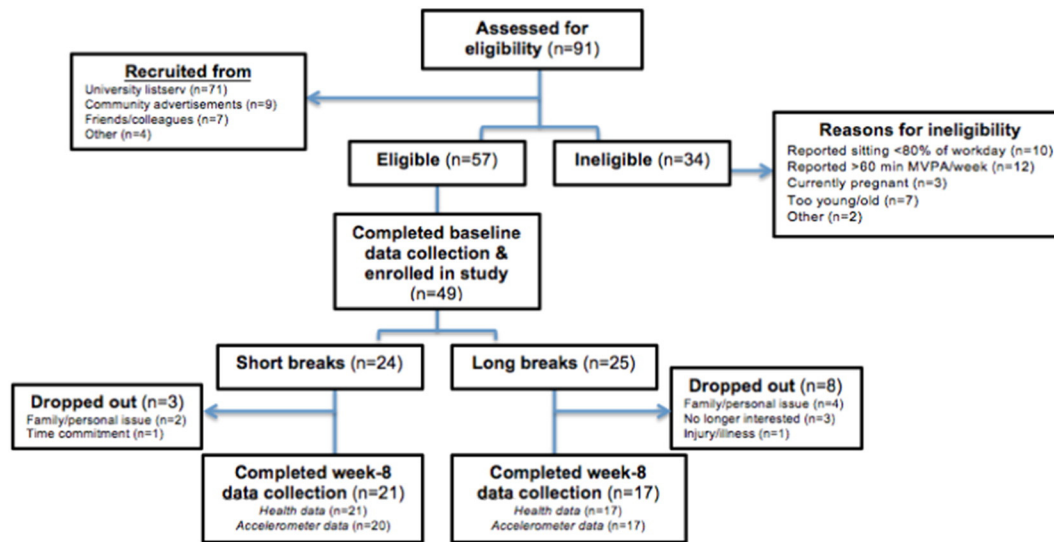 Assessed for
eligibility (n=91)
Recruited from
University listserv (n=71)
Community advertisements (n=9)
Friends/colleagues (n=7)
Other (n=4)
Eligible (n=57)
Ineligible (n=34)
Reasons for ineligibility
Reported sitting <80% of workday (n=10)
Reported >60 min MVPA/week (n=12)
Currently pregnant (n=3)
Too young/old (n=7)
Other (n=2)
Completed baseline
data collection &
enrolled in study
(n=49)
Short breaks (n=24)
Long breaks (n=25)
Dropped out (n=3)
Family/personal issue (n=2)
Time commitment (n=1)
Dropped out (n=8)
Family/personal issue (n=4)
No longer interested (n=3)
Injury/illness (n=1)
Completed week-8
data collection (n=21)
Health data (n=21)
Accelerometer data (n=20)
Completed week-8
data collection (n=17)
Health data (n=17)
Accelerometer data (n=17)